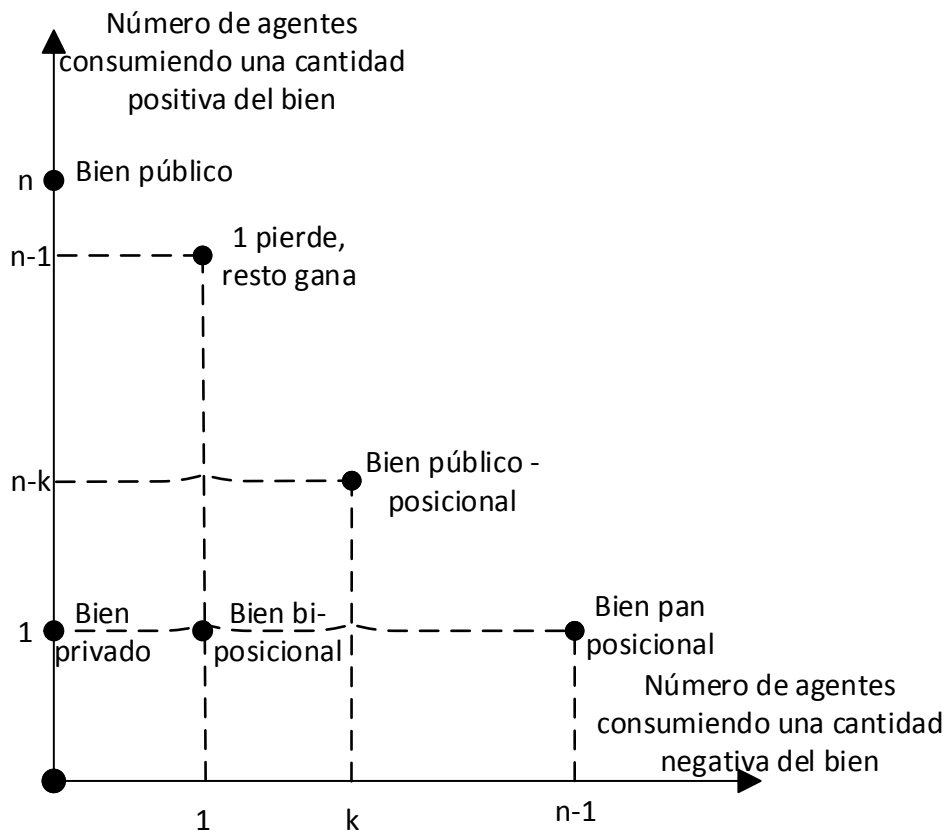 Número de agentes
consumiendo una cantidad
positiva del bien
n
Bien público
n-1
1 pierde,
resto gana
n-k
Bien público -
posicional
1
Bien
privado
Bien bi-
posicional
Bien pan
posicional
Número de agentes
consumiendo una cantidad
negativa del bien
1
k
n-1